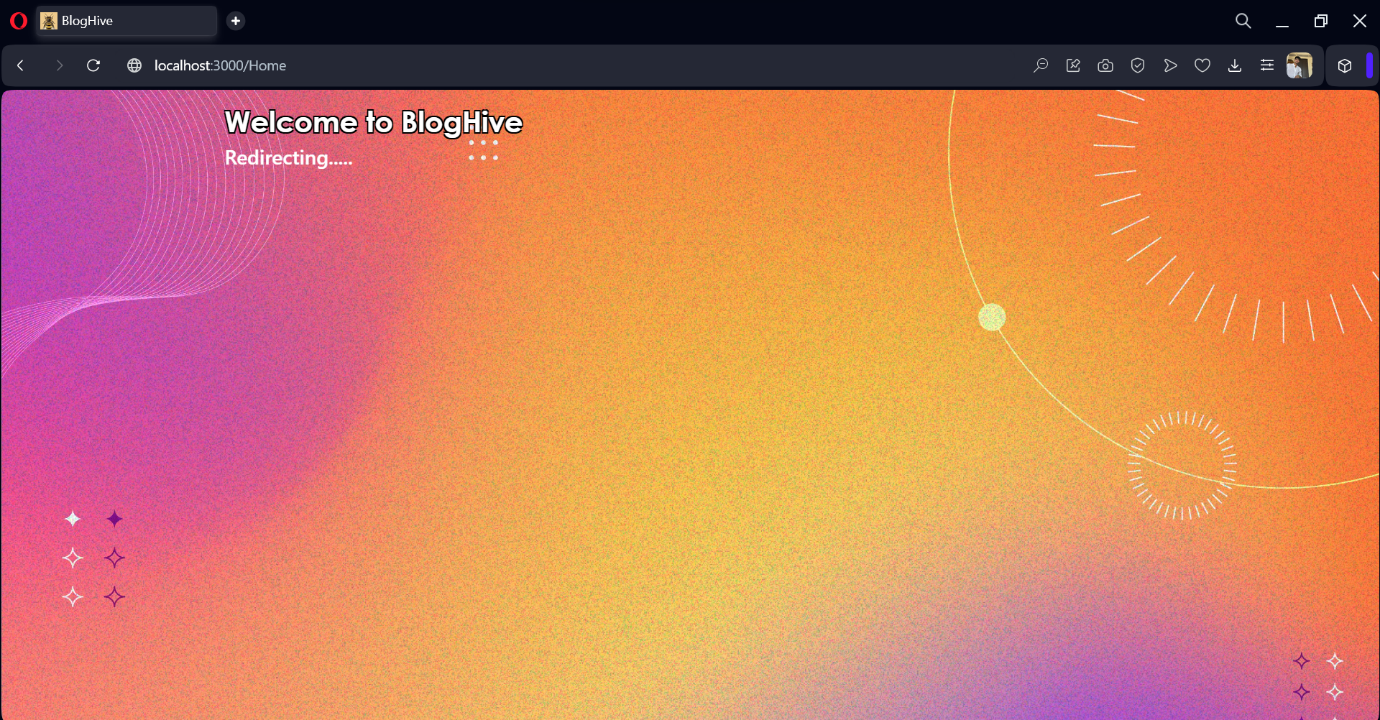 BlogHive
localhost:3000/Home
Welcome to BlogHive
Redirecting.....